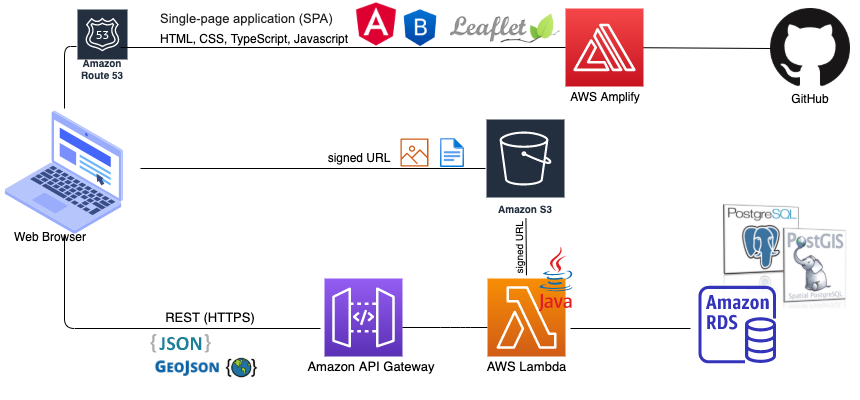 Single-page application (SPA)
HTML, CSS, TypeScript, Javascript
A
B
Leaflet
53
Amazon
Route 53
AWS Amplify
GitHub
signed URL
Amazon S3
Web Browser
signed URL
Java
PostgreSQL
PostGIS
Spatial PostgreSQL
REST (HTTPS)
{JSON}
GeoJSON {}
</>
Amazon API Gateway
AWS Lambda
Amazon
RDS